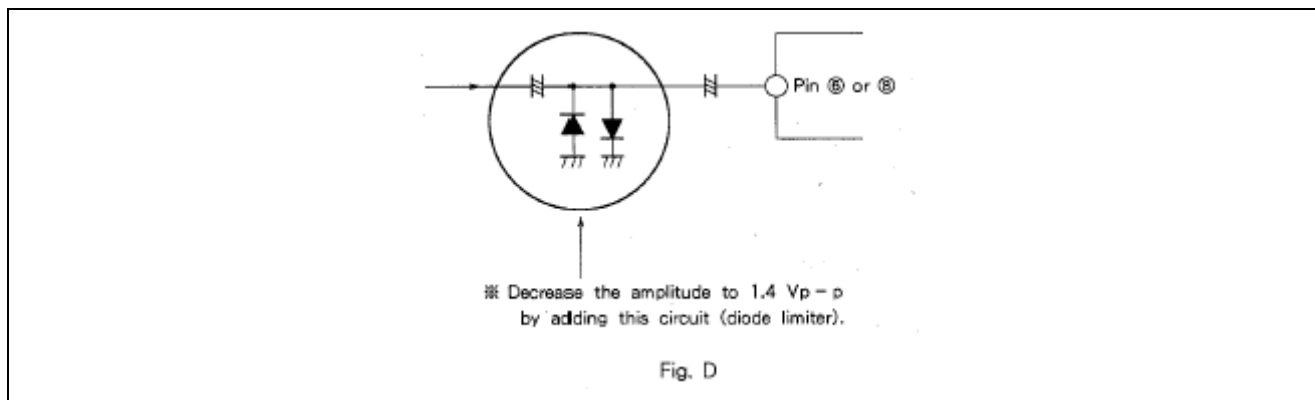 Pin ⑥ or ⑧
※ Decrease the amplitude to 1.4 Vp-p
by adding this circuit (diode limiter).
Fig. D